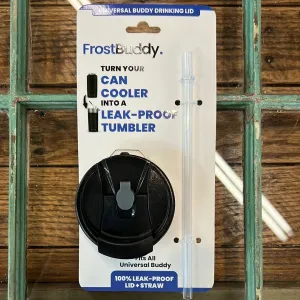 UNIVERSAL BUDDY DRINKING LID
FrostBuddy.
TURN YOUR
CAN
COOLER
INTO A
LEAK-PROOF
TUMBLER
Fits All
Universal Buddy
100% LEAK-PROOF
LID + STRAW